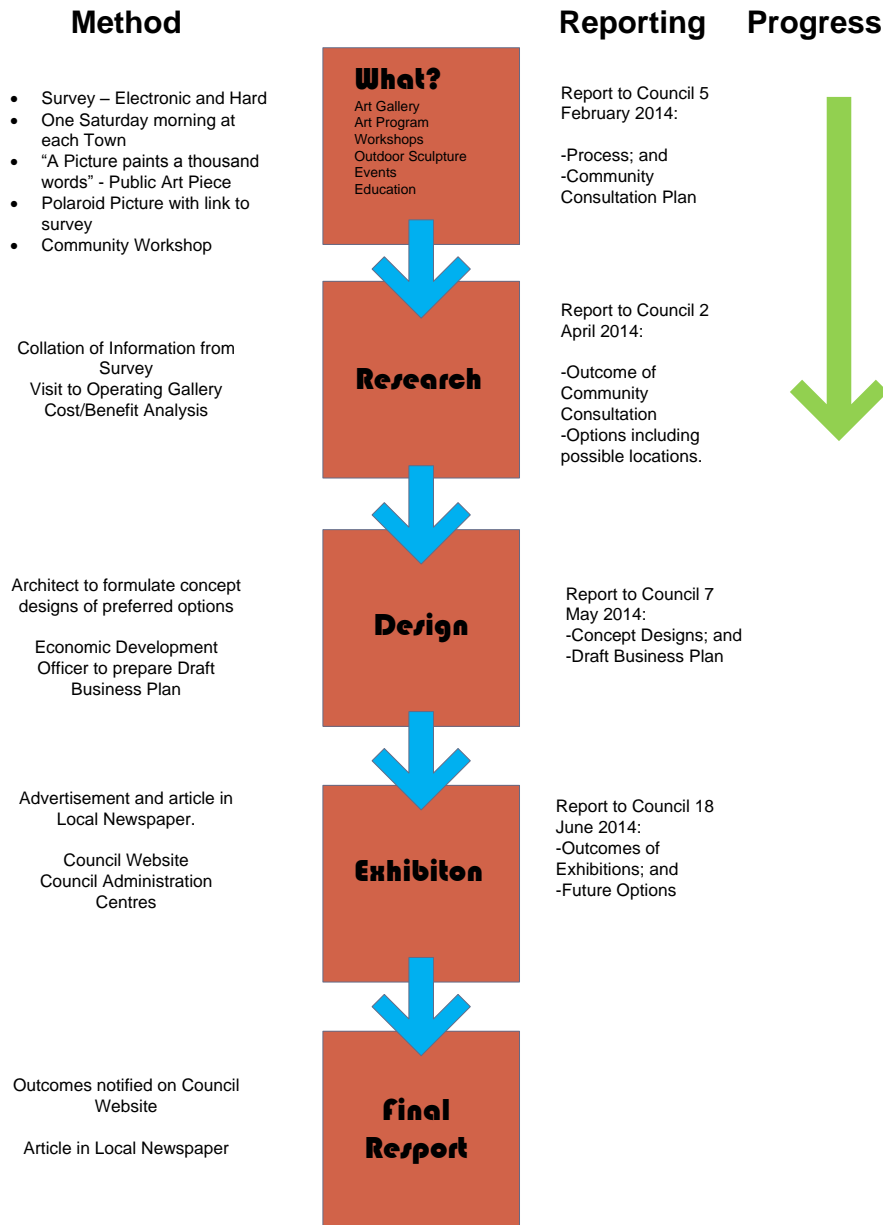 Method
Reporting
Progress
• Survey – Electronic and Hard
• One Saturday morning at
each Town
• “A Picture paints a thousand
words” - Public Art Piece
• Polaroid Picture with link to
survey
• Community Workshop
What?
Art Gallery
Art Program
Workshops
Outdoor Sculpture
Events
Education
Report to Council 5
February 2014:
-Process; and
-Community
Consultation Plan
Collation of Information from
Survey
Visit to Operating Gallery
Cost/Benefit Analysis
Research
Report to Council 2
April 2014:
-Outcome of
Community
Consultation
-Options including
possible locations.
Architect to formulate concept
designs of preferred options
Economic Development
Officer to prepare Draft
Business Plan
Design
Report to Council 7
May 2014:
-Concept Designs; and
-Draft Business Plan
Advertisement and article in
Local Newspaper.
Council Website
Council Administration
Centres
Exhibiton
Report to Council 18
June 2014:
-Outcomes of
Exhibitions; and
-Future Options
Outcomes notified on Council
Website
Article in Local Newspaper
Final
Resport